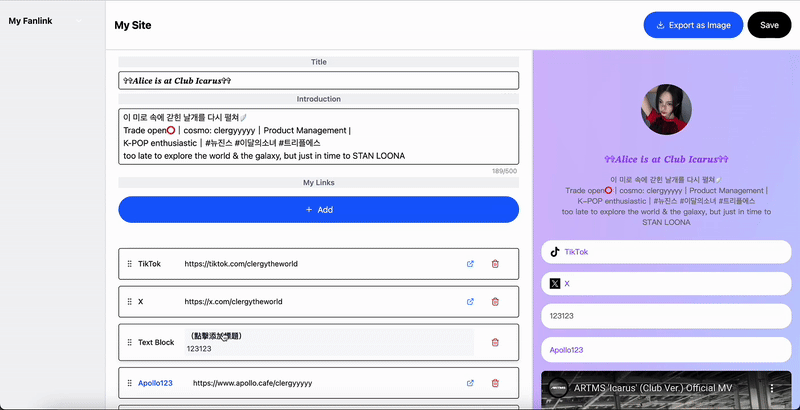 My Fanlink
My Site
Export as Image
Save
Title
✞✞Alice is at Club Icarus✞✞
Introduction
이 미로 속에 갇힌 날개를 다시 펼쳐🪽
Trade open⭕️ | cosmo: clergyyyyy | Product Management |
K-POP enthusiastic | #뉴진스 #이달의소녀 #트리플에스
too late to explore the world & the galaxy, but just in time to STAN LOONA
189/500
My Links
+ Add
TikTok https://tiktok.com/clergytheworld
X https://x.com/clergytheworld
Text Block
(點擊添加標題)
123123
Apollo123 https://www.apollo.cafe/clergyyyyy
✞✞Alice is at Club Icarus✞✞
이 미로 속에 갇힌 날개를 다시 펼쳐🪽
Trade open⭕️ | cosmo: clergyyyyy | Product Management |
K-POP enthusiastic | #뉴진스 #이달의소녀 #트리플에스
too late to explore the world & the galaxy, but just in time to
STAN LOONA
TikTok
X
123123
Apollo123
ARTMS 'Icarus' (Club Ver.) Official MV